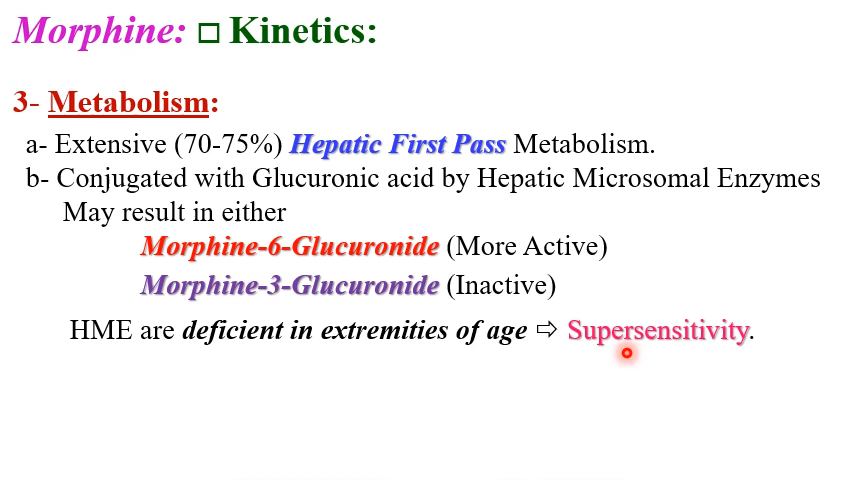 Morphine: □ Kinetics:
3- Metabolism:
a- Extensive (70-75%) Hepatic First Pass Metabolism.
b- Conjugated with Glucuronic acid by Hepatic Microsomal Enzymes
May result in either
Morphine-6-Glucuronide (More Active)
Morphine-3-Glucuronide (Inactive)
HME are deficient in extremities of age ⇨ Supersensitivity.